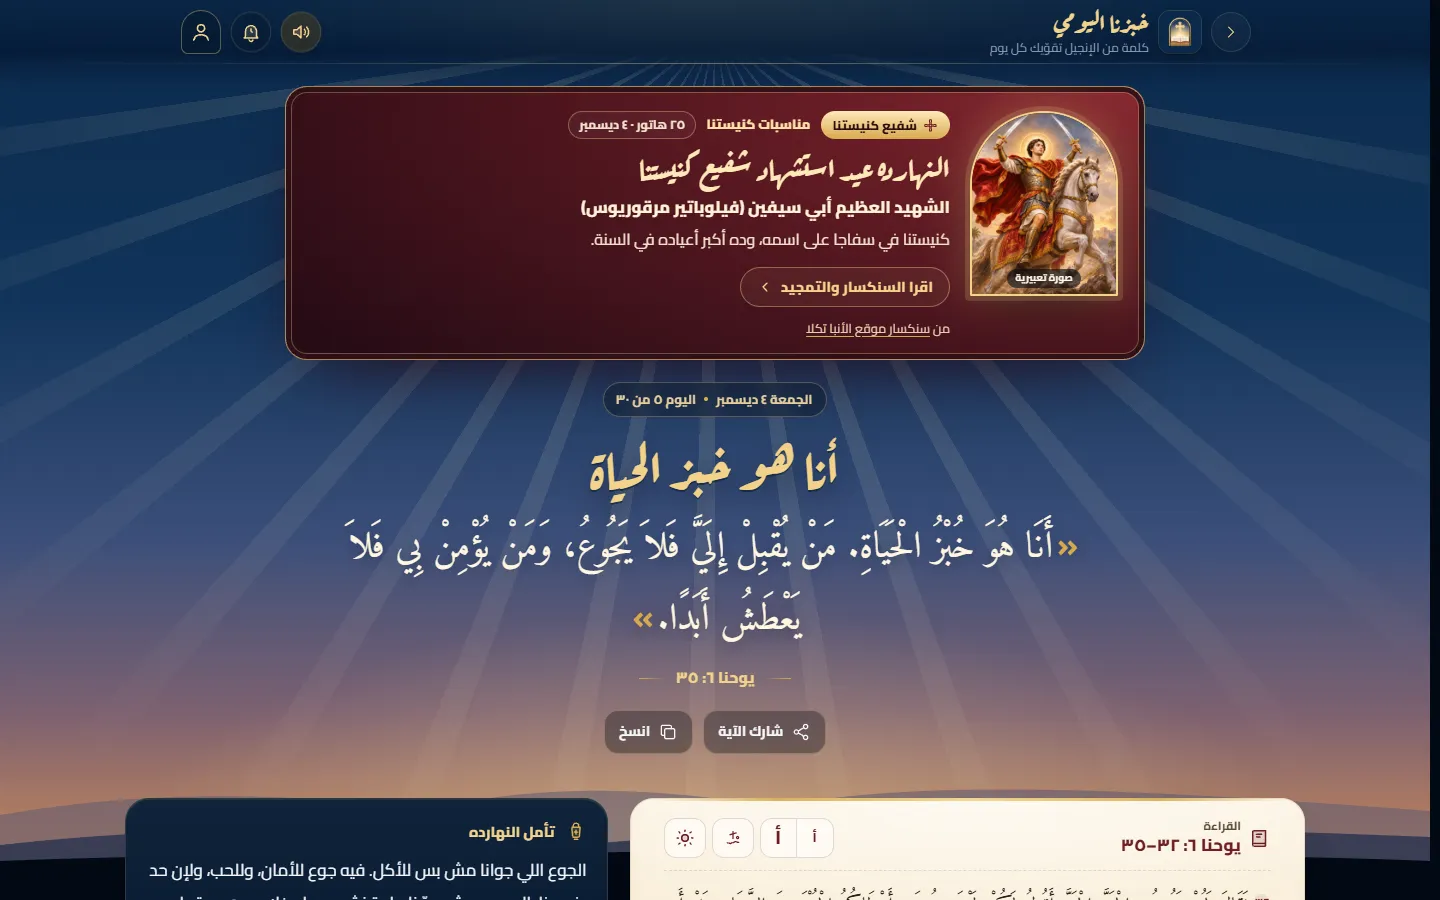 خبزنا اليومي
كلمة من الإنجيل تقوّيك كل يوم
شفيع كنيستنا
مناسبات كنيستنا
٢٥ هاتور - ٤ ديسمبر
النهارده عيد استشهاد شفيع كنيستنا
الشهيد العظيم أبي سيفين (فيلوباتير مرقوريوس)
كنيستنا في سفاجا على اسمه، وده أكبر أعياده في السنة.
صورة تعبيرية
اقرا السنكسار والتمجيد
من سنكسار موقع الأنبا تكلا
الجمعة ٤ ديسمبر • اليوم ٥ من ٣٠
أنا هو خبز الحياة
«أَنَا هُوَ خُبْزُ الْحَيَاةِ. مَنْ يُقْبِلْ إِلَيَّ فَلاَ يَجُوعُ، وَمَنْ يُؤْمِنْ بِي فَلاَ
يَعْطَشُ أَبَدًا.»
يوحنا ٦: ٣٥
شارك الآية
انسخ
القراءة
يوحنا ٦: ٣٢–٣٥
أ
أ
تأمل النهارده
الجوع اللي جوانا مش بس للأكل. فيه جوع للأمان، وللحب، ولإن حد